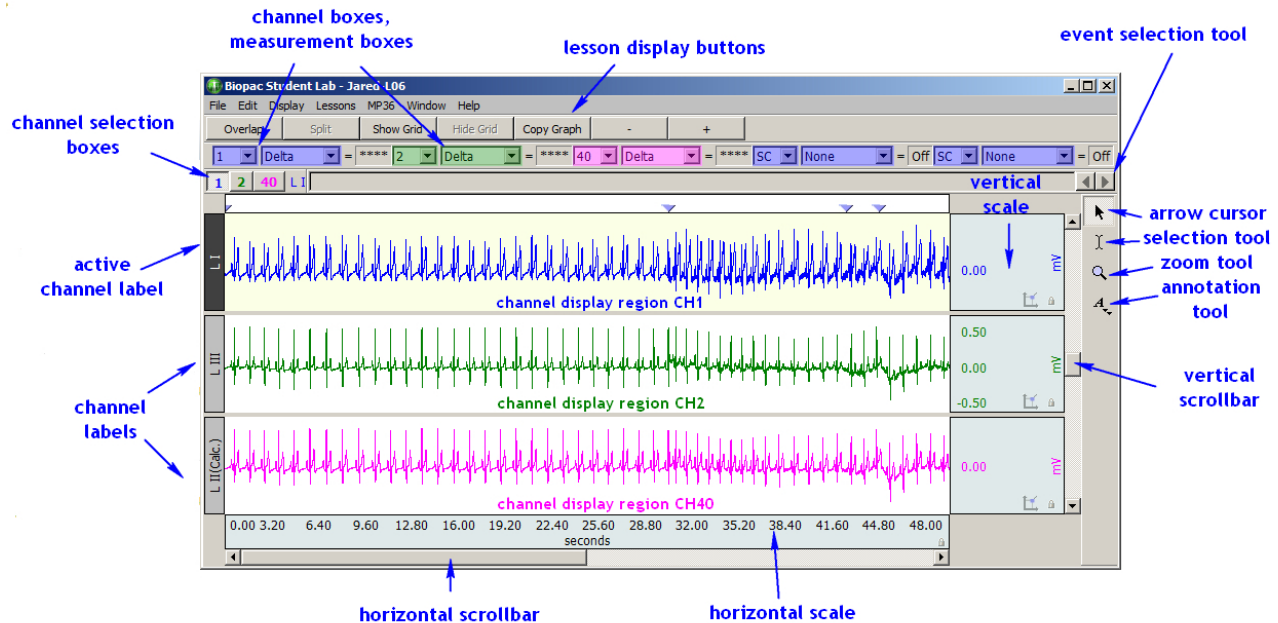 channel boxes,
measurement boxes
lesson display buttons
event selection tool
channel selection
boxes
Biopac Student Lab - Jared-L06
File Edit Display Lessons MP36 Window Help
Overlap Split Show Grid Hide Grid Copy Graph - +
1 Delta = **** 2 Delta = **** 40 Delta = **** SC None = Off SC None = Off
1 2 40 L I
vertical
scale
arrow cursor
selection tool
zoom tool
annotation
tool
active
channel label
L I
0.00
mV
channel display region CH1
L III
0.50
0.00
-0.50
mV
channel display region CH2
channel
labels
vertical
scrollbar
L II(Calc.)
0.00
mV
channel display region CH40
0.00 3.20 6.40 9.60 12.80 16.00 19.20 22.40 25.60 28.80 32.00 35.20 38.40 41.60 44.80 48.00
seconds
horizontal scrollbar
horizontal scale